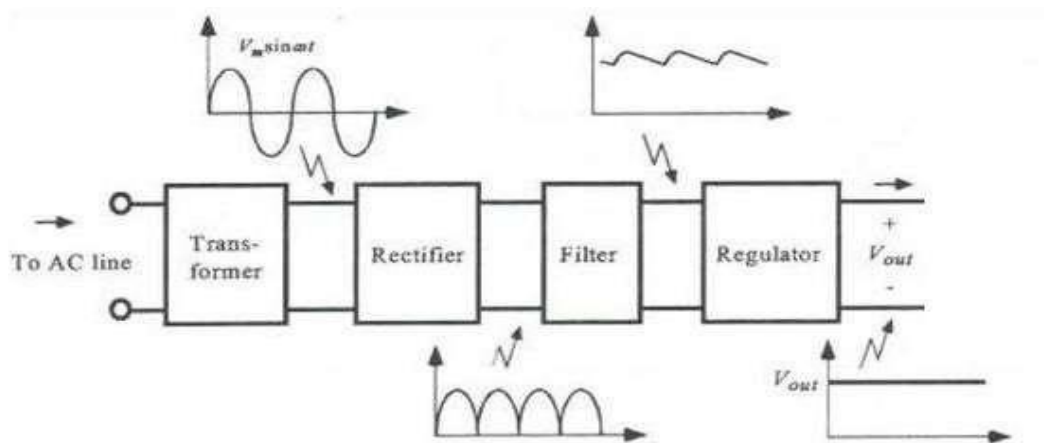 V_m sin ωt
To AC line
Trans-
former
Rectifier
Filter
Regulator
+
V_out
-
V_out